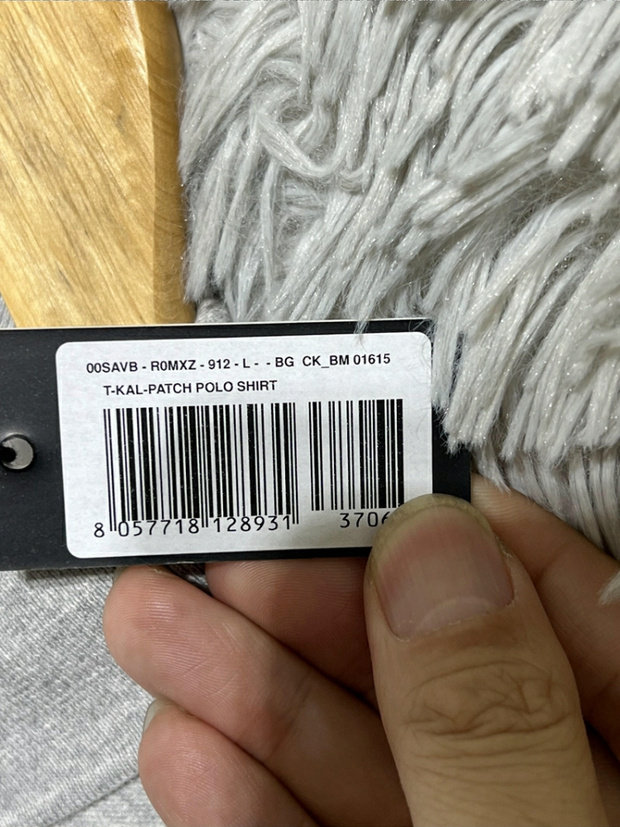 00SAVB - R0MXZ - 912 - L - - BG CK_BM 01615
T-KAL-PATCH POLO SHIRT
8 057718 128931